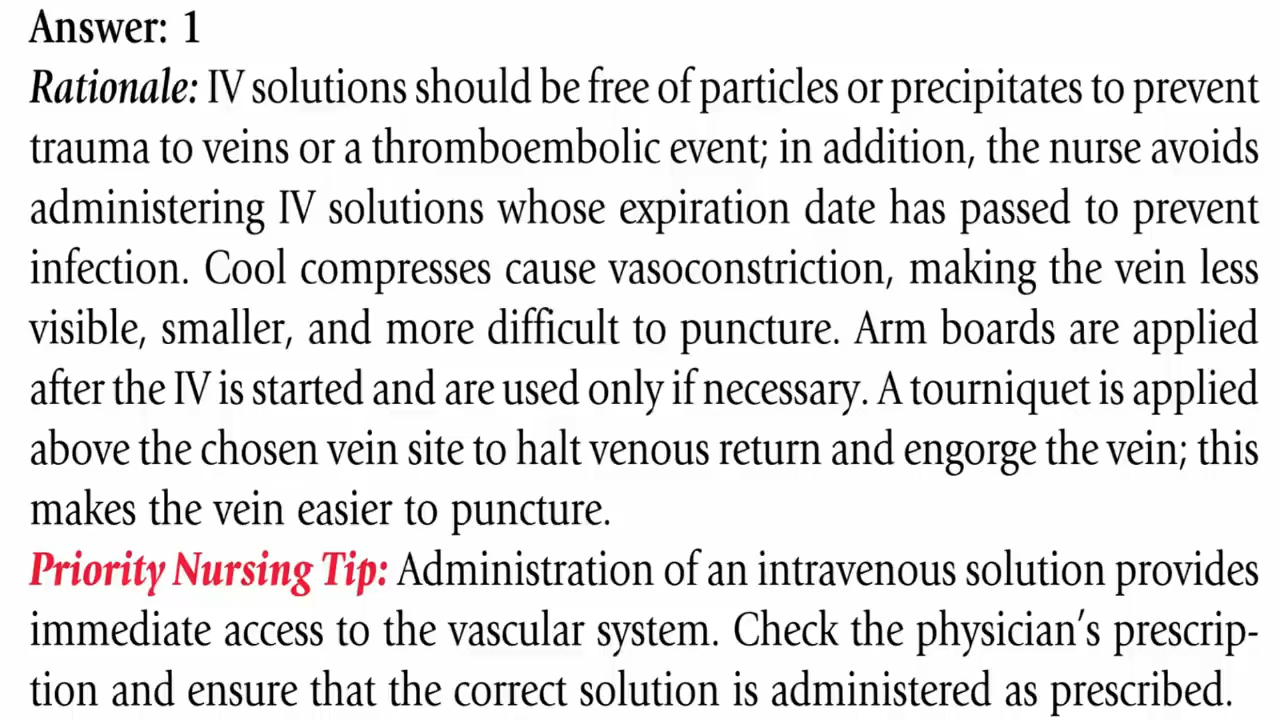 Answer: 1
Rationale: IV solutions should be free of particles or precipitates to prevent
trauma to veins or a thromboembolic event; in addition, the nurse avoids
administering IV solutions whose expiration date has passed to prevent
infection. Cool compresses cause vasoconstriction, making the vein less
visible, smaller, and more difficult to puncture. Arm boards are applied
after the IV is started and are used only if necessary. A tourniquet is applied
above the chosen vein site to halt venous return and engorge the vein; this
makes the vein easier to puncture.
Priority Nursing Tip: Administration of an intravenous solution provides
immediate access to the vascular system. Check the physician's prescrip-
tion and ensure that the correct solution is administered as prescribed.